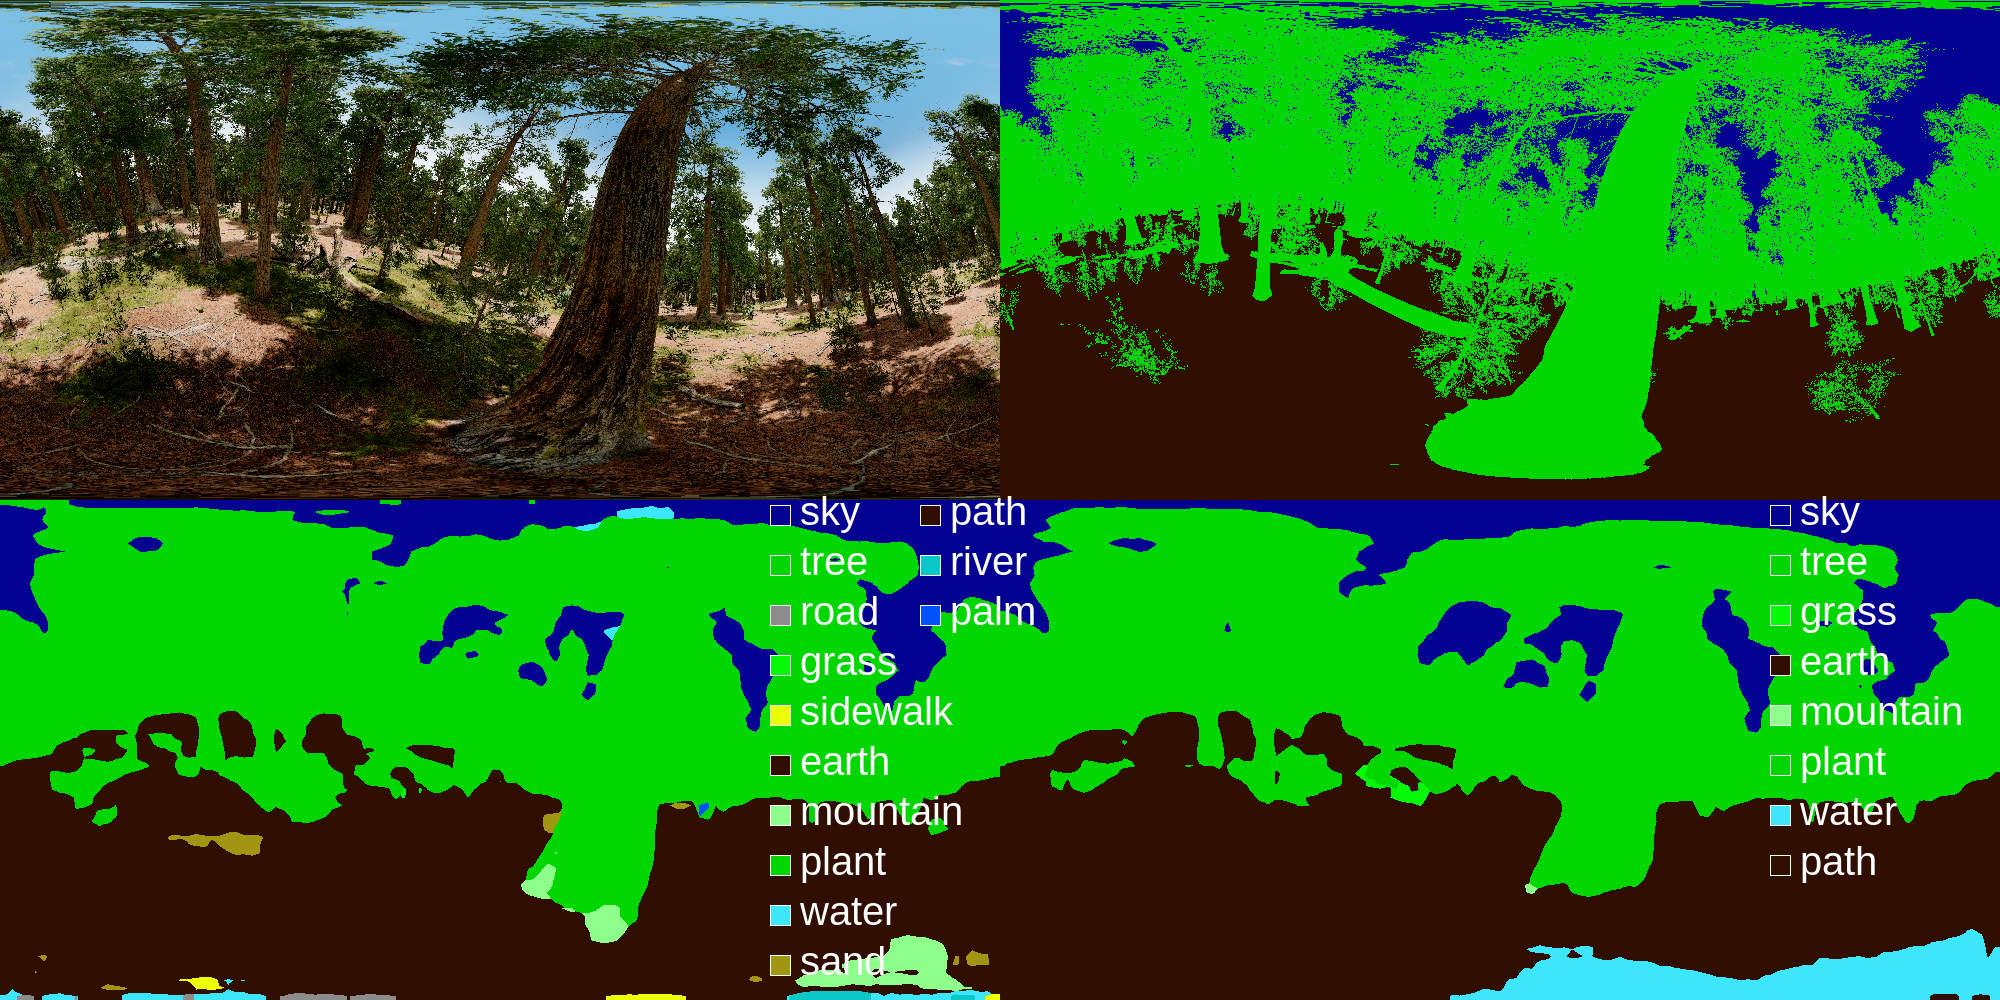 sky path
tree river
road palm
grass
sidewalk
earth
mountain
plant
water
sand
sky
tree
grass
earth
mountain
plant
water
path